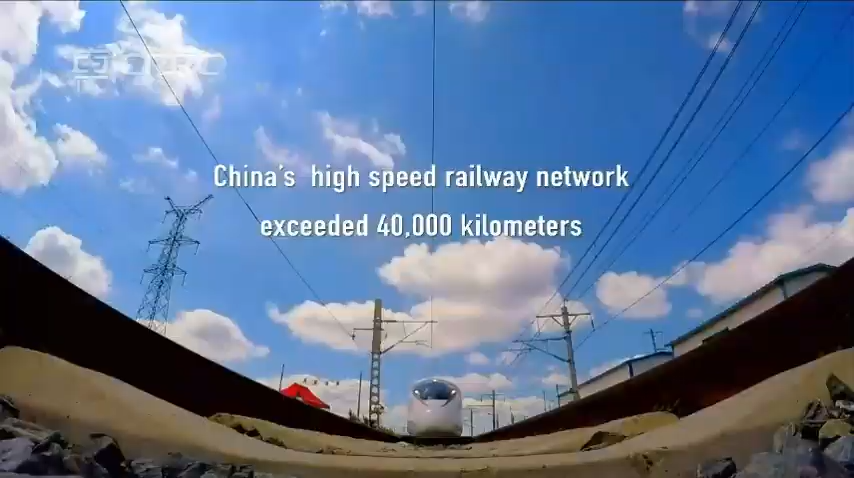 China's high speed railway network
exceeded 40,000 kilometers